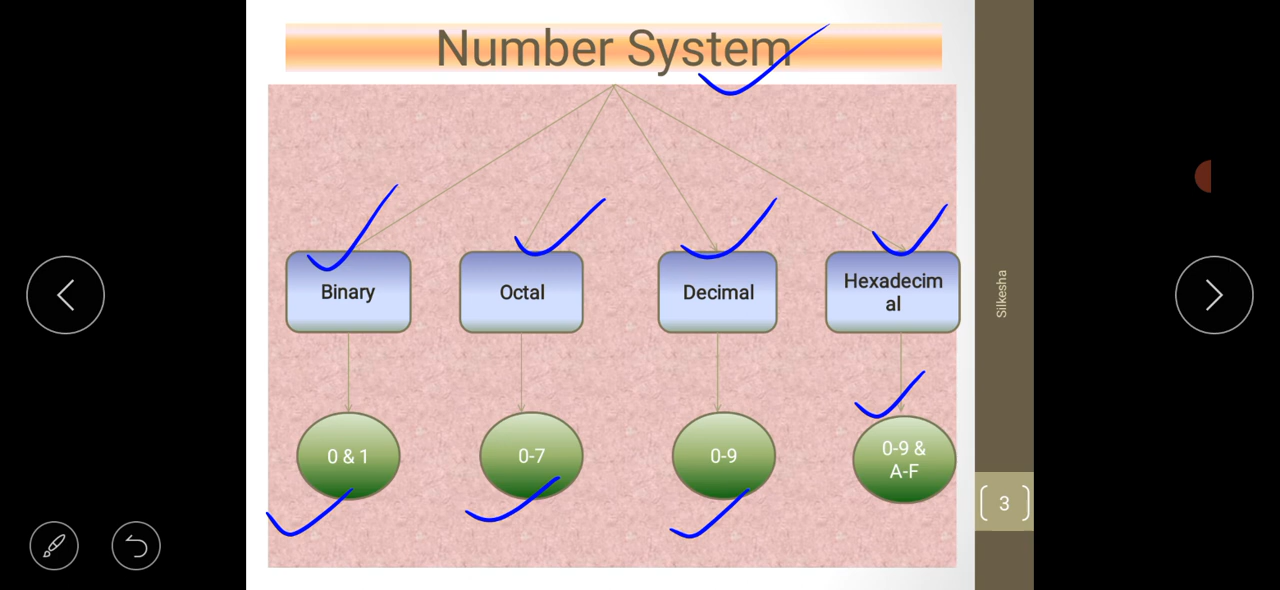 Number System
Binary
Octal
Decimal
Hexadecim
al
0 & 1
0-7
0-9
0-9 &
A-F
Silkesha
3